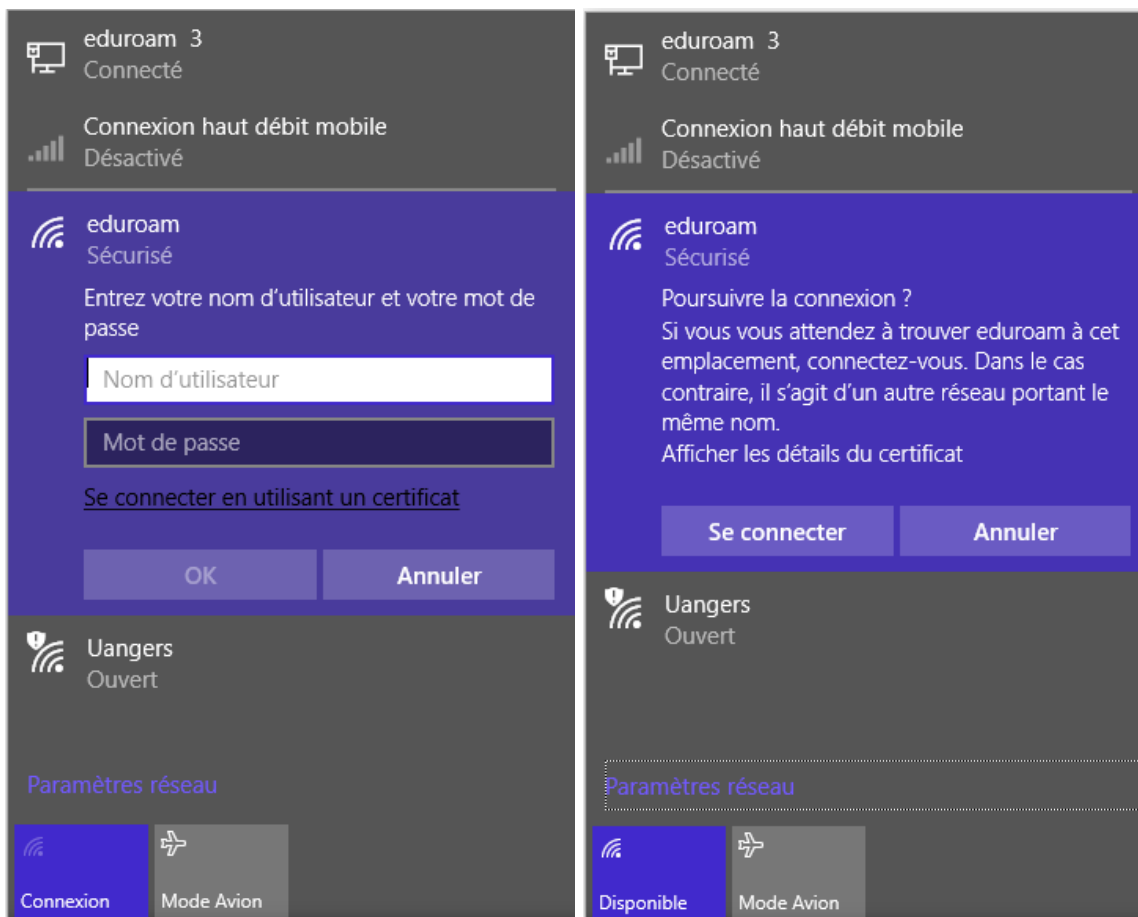 eduroam 3
Connecté
Connexion haut débit mobile
Désactivé
eduroam
Sécurisé
Entrez votre nom d'utilisateur et votre mot de
passe
Nom d'utilisateur
Mot de passe
Se connecter en utilisant un certificat
OK
Annuler
Uangers
Ouvert
Paramètres réseau
Connexion
Mode Avion
eduroam 3
Connecté
Connexion haut débit mobile
Désactivé
eduroam
Sécurisé
Poursuivre la connexion ?
Si vous vous attendez à trouver eduroam à cet
emplacement, connectez-vous. Dans le cas
contraire, il s'agit d'un autre réseau portant le
même nom.
Afficher les détails du certificat
Se connecter
Annuler
Uangers
Ouvert
Paramètres réseau
Disponible
Mode Avion